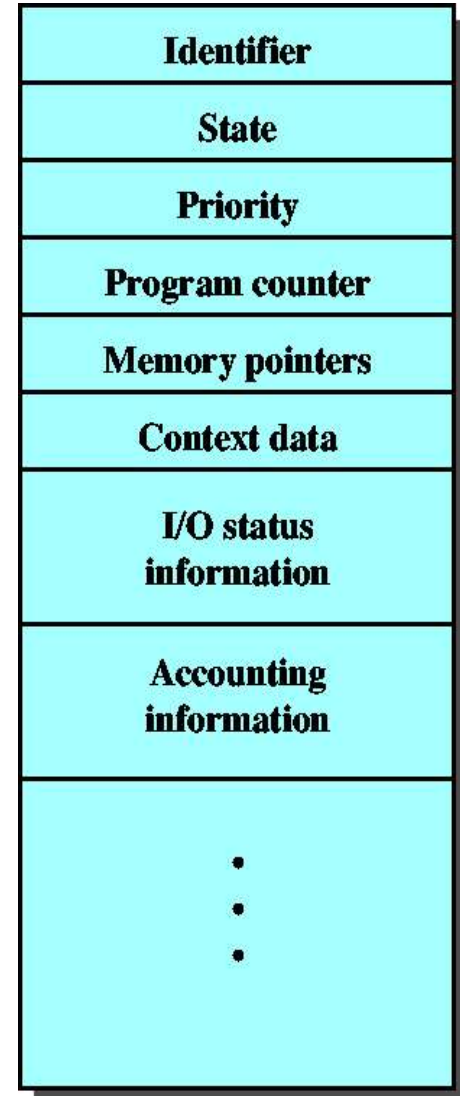 Identifier
State
Priority
Program counter
Memory pointers
Context data
I/O status
information
Accounting
information
•
•
•